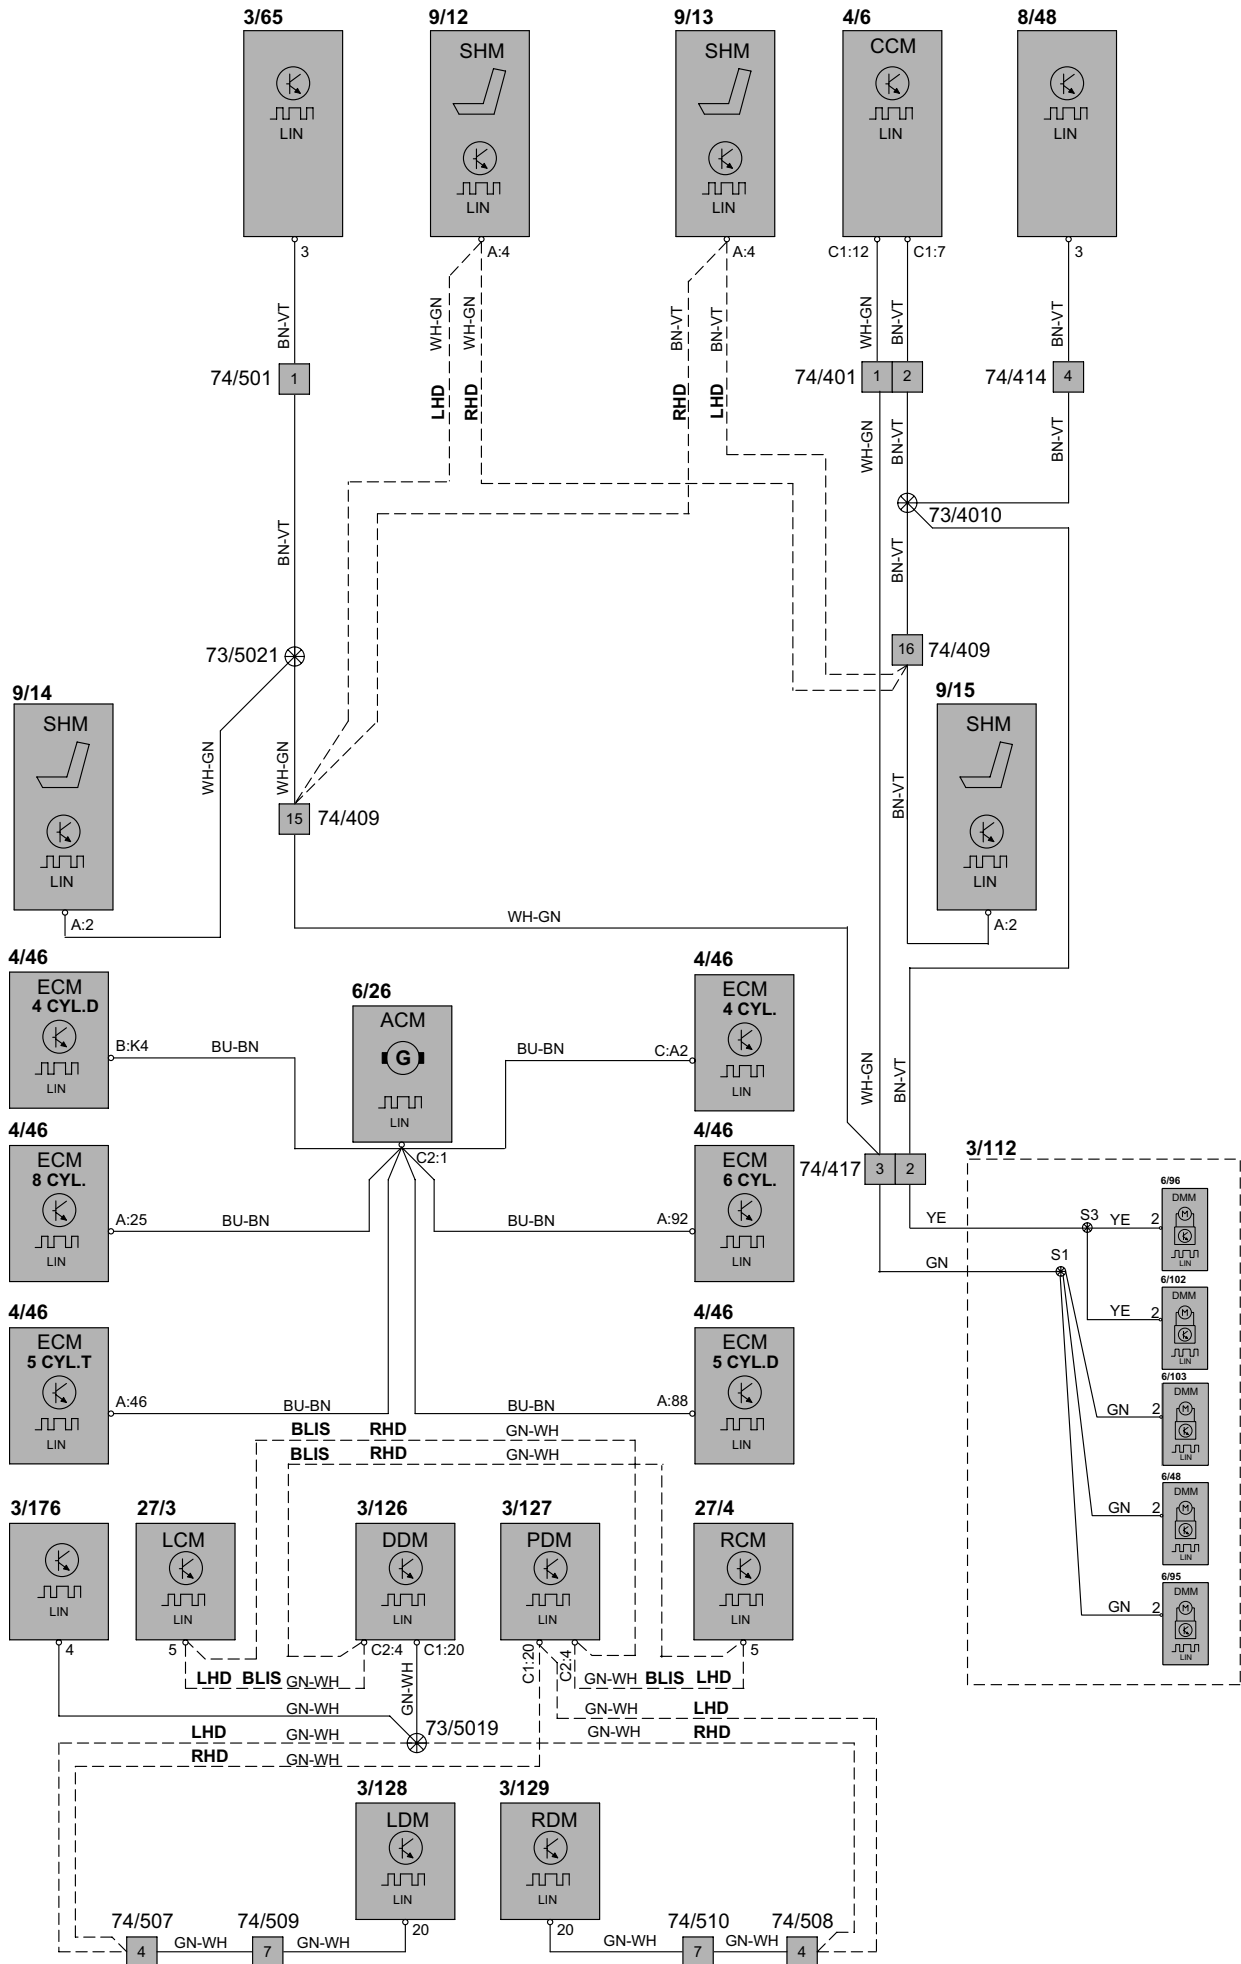 3/65
9/12
9/13
4/6
8/48
SHM
SHM
CCM
LIN
LIN
LIN
LIN
LIN
3
A:4
A:4
C1:12
C1:7
3
BN-VT
WH-GN
LHD
WH-GN
RHD
BN-VT
RHD
BN-VT
LHD
WH-GN
BN-VT
BN-VT
74/501
1
74/401
1
2
74/414
4
WH-GN
BN-VT
BN-VT
73/4010
BN-VT
BN-VT
73/5021
16
74/409
9/14
SHM
LIN
A:2
WH-GN
WH-GN
15
74/409
9/15
SHM
LIN
A:2
BN-VT
WH-GN
4/46
ECM
4 CYL.D
LIN
B:K4
BU-BN
6/26
ACM
G
LIN
C2:1
4/46
ECM
4 CYL.
LIN
C:A2
BU-BN
WH-GN
BN-VT
4/46
ECM
8 CYL.
LIN
A:25
BU-BN
4/46
ECM
6 CYL.
LIN
A:92
BU-BN
74/417
3
2
3/112
6/96
DMM
M
LIN
YE
S3
YE
2
GN
S1
6/102
DMM
M
LIN
YE
2
6/103
DMM
M
LIN
GN
2
6/48
DMM
M
LIN
GN
2
6/95
DMM
M
LIN
GN
2
4/46
ECM
5 CYL.T
LIN
A:46
BU-BN
4/46
ECM
5 CYL.D
LIN
A:88
BU-BN
BLIS RHD GN-WH
BLIS RHD GN-WH
3/176
27/3
3/126
3/127
27/4
LCM
DDM
PDM
RCM
LIN
LIN
LIN
LIN
LIN
4
5
C2:4
C1:20
C1:20
C2:4
5
LHD BLIS GN-WH
GN-WH
GN-WH BLIS LHD
GN-WH
GN-WH LHD
73/5019
LHD GN-WH
GN-WH RHD
RHD GN-WH
3/128
3/129
LDM
RDM
LIN
LIN
20
20
74/507
74/509
74/510
74/508
4
GN-WH
7
GN-WH
GN-WH
7
GN-WH
4